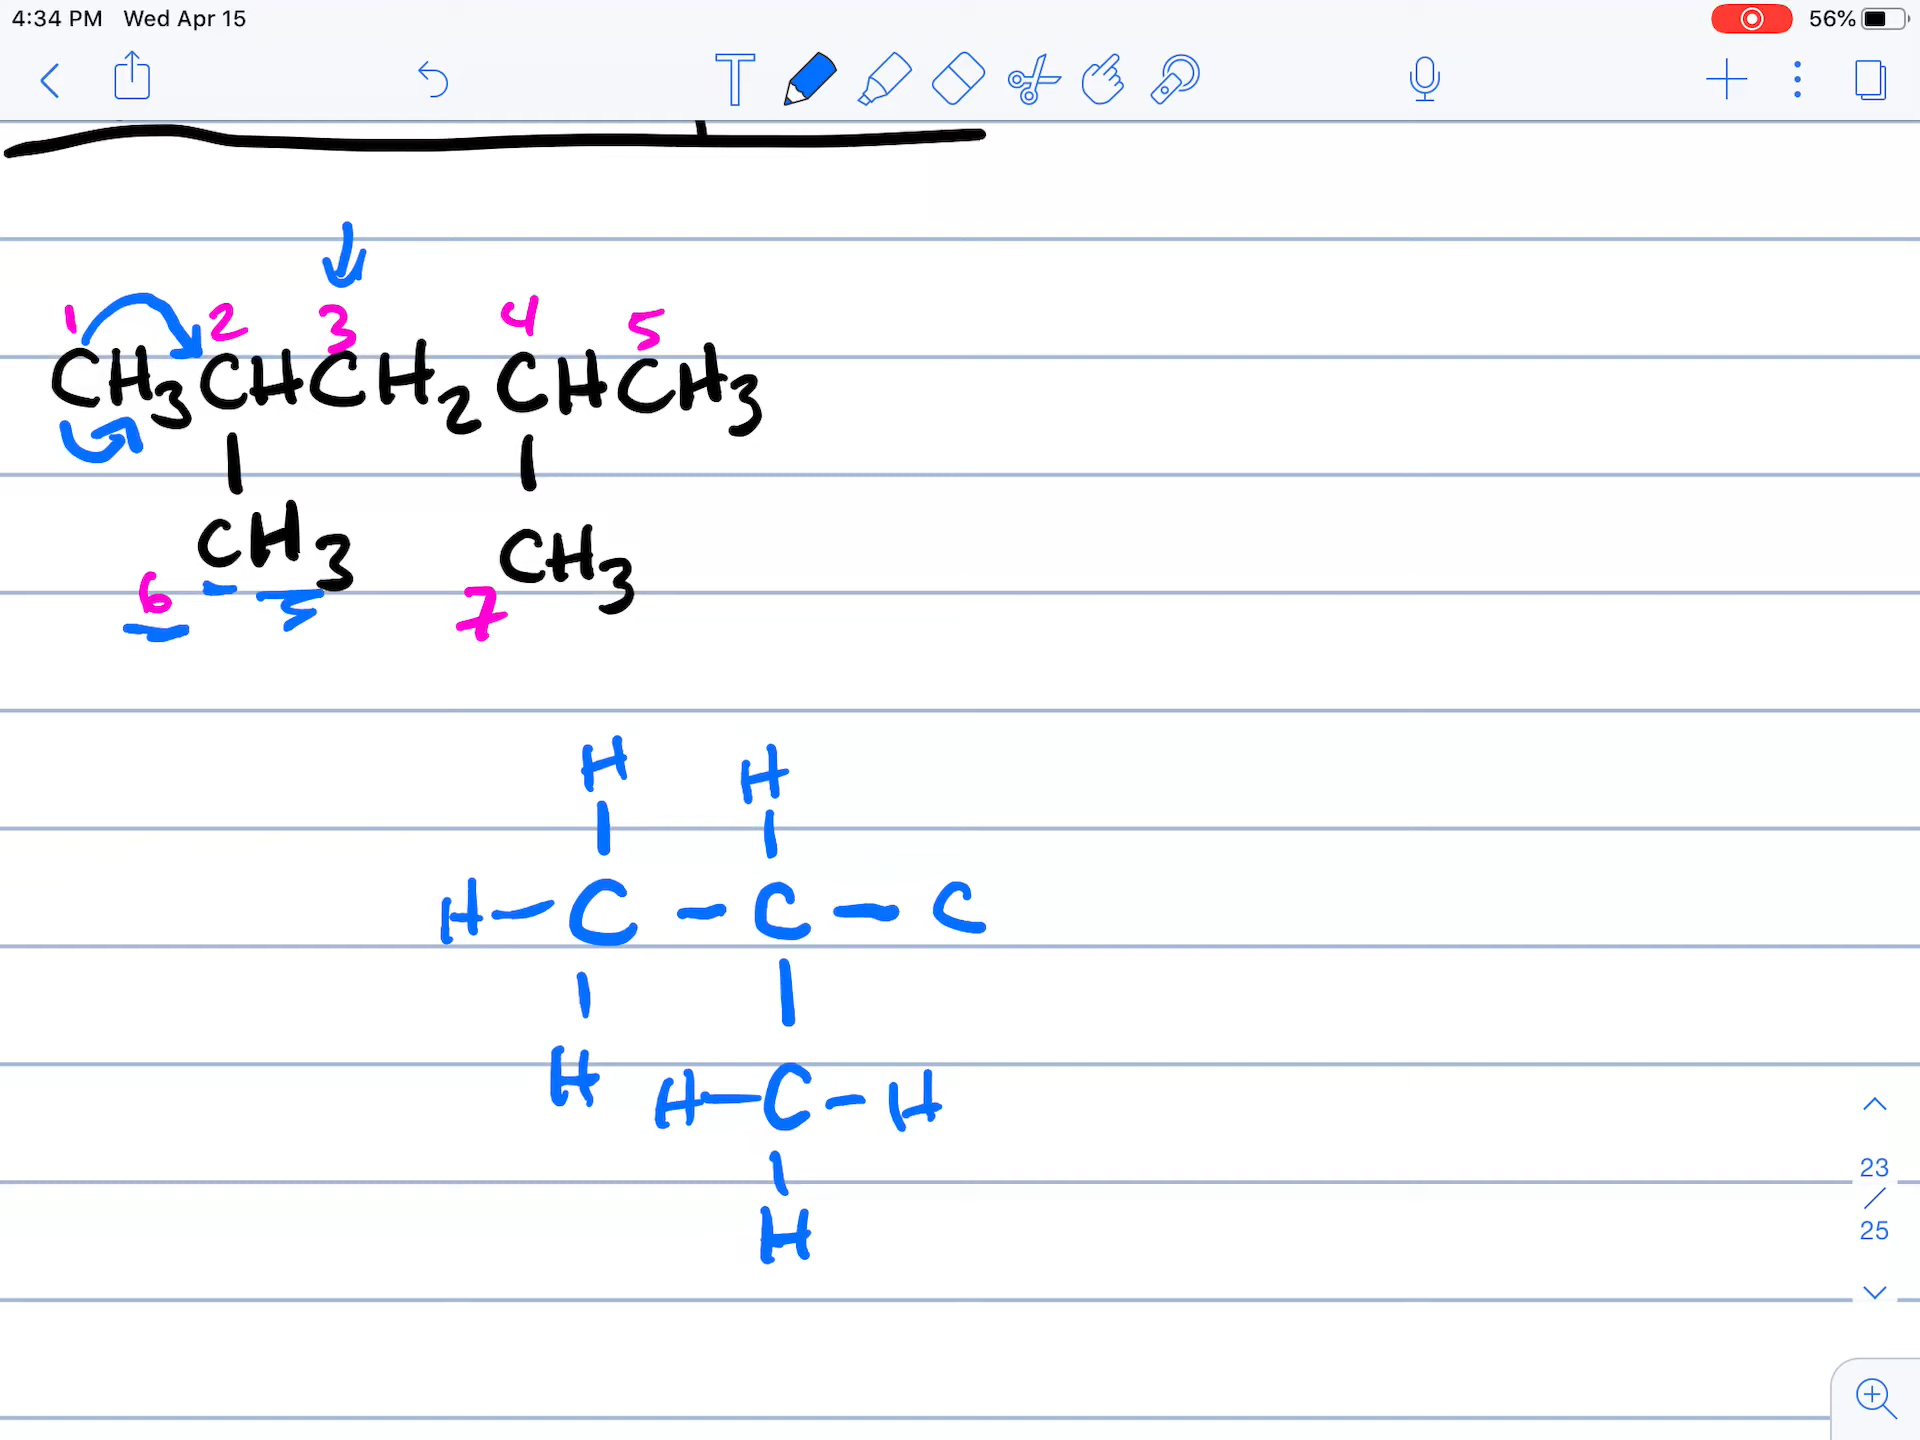 4:34 PM Wed Apr 15
56%
T
1 2 3 4 5
CH3CHCH2CHCH3
CH3 CH3
6 7
H H
H-C-C-C
H H-C-H
H
23
/
25